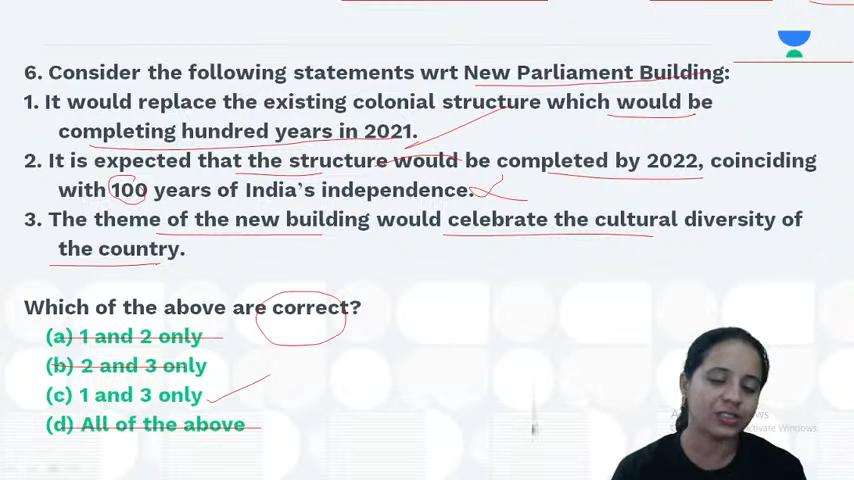 6. Consider the following statements wrt New Parliament Building:
1. It would replace the existing colonial structure which would be
completing hundred years in 2021.
2. It is expected that the structure would be completed by 2022, coinciding
with 100 years of India's independence.
3. The theme of the new building would celebrate the cultural diversity of
the country.
Which of the above are correct?
(a) 1 and 2 only
(b) 2 and 3 only
(c) 1 and 3 only
(d) All of the above